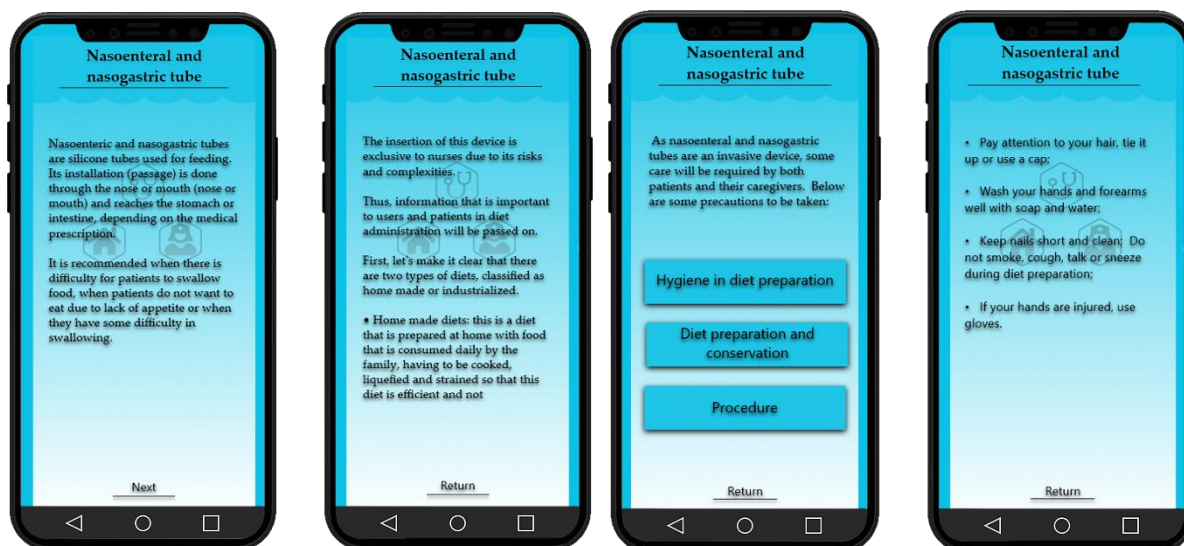 Nasoenteral and
nasogastric tube
Nasoenteric and nasogastric tubes
are silicone tubes used for feeding.
Its installation (passage) is done
through the nose or mouth (nose or
mouth) and reaches the stomach or
intestine, depending on the medical
prescription.
It is recommended when there is
difficulty for patients to swallow
food, when patients do not want to
eat due to lack of appetite or when
they have some difficulty in
swallowing.
Next
Nasoenteral and
nasogastric tube
The insertion of this device is
exclusive to nurses due to its risks
and complexities.
Thus, information that is important
to users and patients in diet
administration will be passed on.
First, let's make it clear that there
are two types of diets, classified as
home made or industrialized.
• Home made diets: this is a diet
that is prepared at home with food
that is consumed daily by the
family, having to be cooked,
liquefied and strained so that this
diet is efficient and not
Return
Nasoenteral and
nasogastric tube
As nasoenteral and nasogastric
tubes are an invasive device, some
care will be required by both
patients and their caregivers. Below
are some precautions to be taken:
Hygiene in diet preparation
Diet preparation and
conservation
Procedure
Return
Nasoenteral and
nasogastric tube
• Pay attention to your hair, tie it
up or use a cap;
• Wash your hands and forearms
well with soap and water;
• Keep nails short and clean; Do
not smoke, cough, talk or sneeze
during diet preparation;
• If your hands are injured, use
gloves.
Return